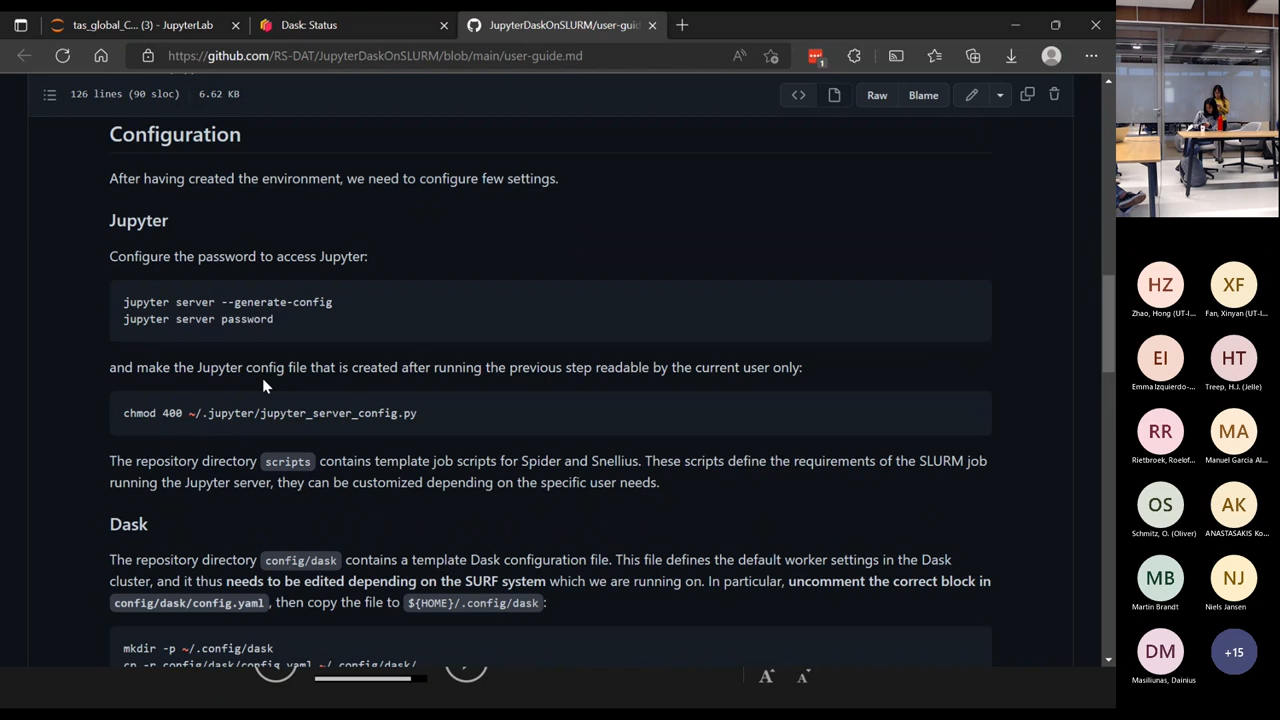 tas_global_C... (3) - JupyterLab
Dask: Status
JupyterDaskOnSLURM/user-guid
https://github.com/RS-DAT/JupyterDaskOnSLURM/blob/main/user-guide.md
1
126 lines (90 sloc) 6.62 KB
Raw
Blame
Configuration
After having created the environment, we need to configure few settings.
Jupyter
Configure the password to access Jupyter:
jupyter server --generate-config
jupyter server password
and make the Jupyter config file that is created after running the previous step readable by the current user only:
chmod 400 ~/.jupyter/jupyter_server_config.py
The repository directory scripts contains template job scripts for Spider and Snellius. These scripts define the requirements of the SLURM job
running the Jupyter server, they can be customized depending on the specific user needs.
Dask
The repository directory config/dask contains a template Dask configuration file. This file defines the default worker settings in the Dask
cluster, and it thus needs to be edited depending on the SURF system which we are running on. In particular, uncomment the correct block in
config/dask/config.yaml, then copy the file to ${HOME}/.config/dask:
mkdir -p ~/.config/dask
cp -r config/dask/config.yaml ~/.config/dask/
HZ
XF
Zhao, Hong (UT-I...
Fan, Xinyan (UT-I...
EI
HT
Emma Izquierdo-...
Treep, H.J. (Jelle)
RR
MA
Rietbroek, Roelof...
Manuel Garcia Al...
OS
AK
Schmitz, O. (Oliver)
ANASTASAKIS Ko...
MB
NJ
Martin Brandt
Niels Jansen
DM
+15
Masiliunas, Dainius